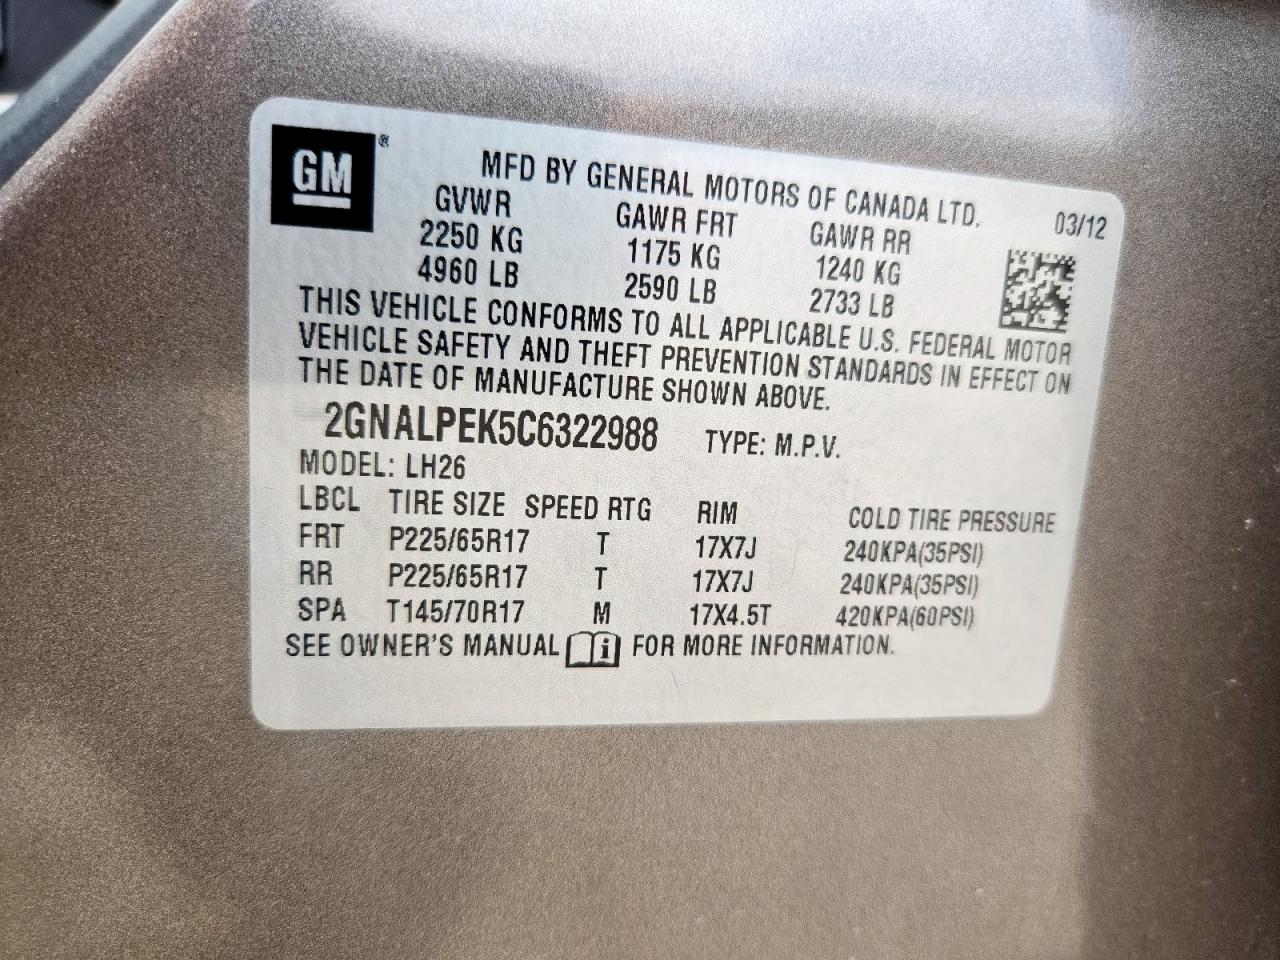 GM ®
MFD BY GENERAL MOTORS OF CANADA LTD. 03/12
GVWR GAWR FRT GAWR RR
2250 KG 1175 KG 1240 KG
4960 LB 2590 LB 2733 LB
THIS VEHICLE CONFORMS TO ALL APPLICABLE U.S. FEDERAL MOTOR
VEHICLE SAFETY AND THEFT PREVENTION STANDARDS IN EFFECT ON
THE DATE OF MANUFACTURE SHOWN ABOVE.
2GNALPEK5C6322988 TYPE: M.P.V.
MODEL: LH26
LBCL TIRE SIZE SPEED RTG RIM COLD TIRE PRESSURE
FRT P225/65R17 T 17X7J 240KPA(35PSI)
RR P225/65R17 T 17X7J 240KPA(35PSI)
SPA T145/70R17 M 17X4.5T 420KPA(60PSI)
SEE OWNER'S MANUAL i FOR MORE INFORMATION.